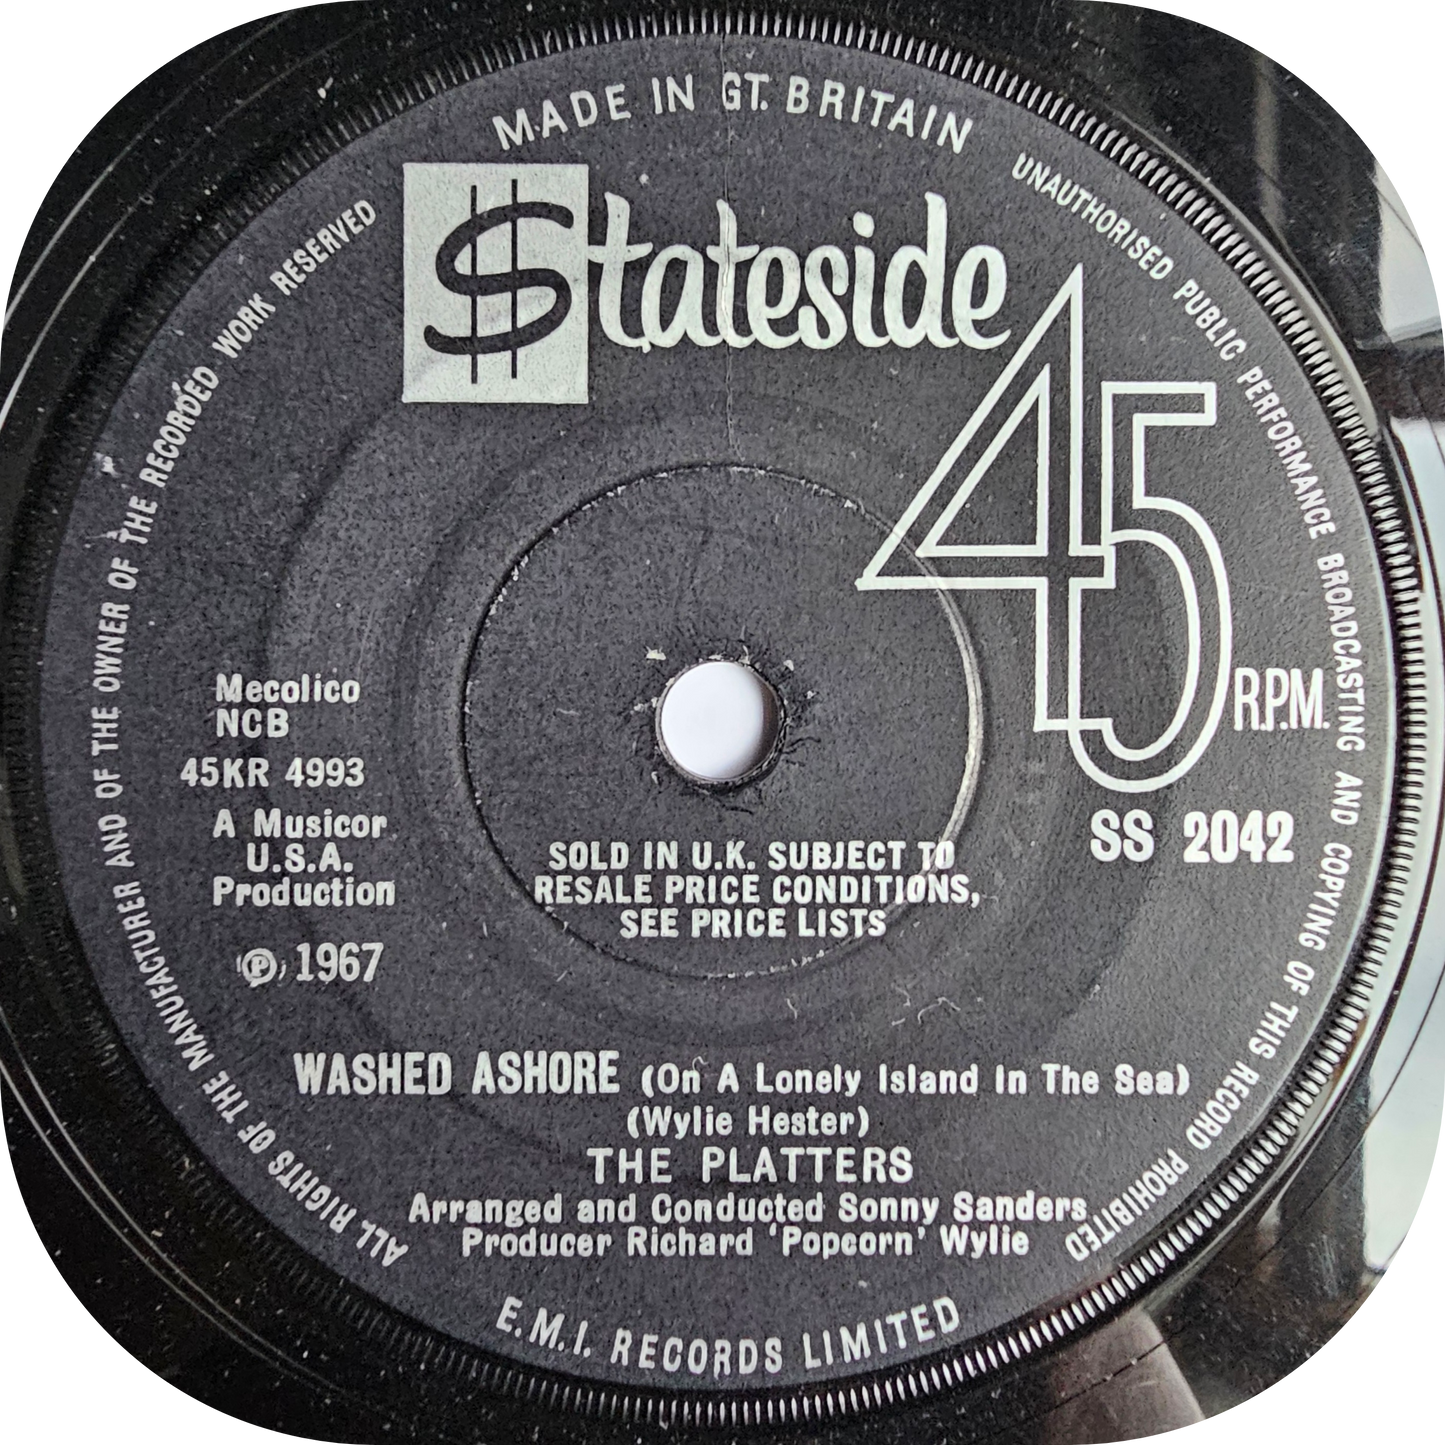 MADE IN GT. BRITAIN
UNAUTHORISED PUBLIC PERFORMANCE BROADCASTING AND COPYING OF THIS RECORD PROHIBITED
ALL RIGHTS OF THE MANUFACTURER AND OF THE OWNER OF THE RECORDED WORK RESERVED
Stateside
45
R.P.M.
Mecolico
NCB
45KR 4993
A Musicor
U.S.A.
Production
Ⓟ 1967
SS 2042
SOLD IN U.K. SUBJECT TO
RESALE PRICE CONDITIONS,
SEE PRICE LISTS
WASHED ASHORE (On A Lonely Island In The Sea)
(Wylie Hester)
THE PLATTERS
Arranged and Conducted Sonny Sanders
Producer Richard 'Popcorn' Wylie
E.M.I. RECORDS LIMITED